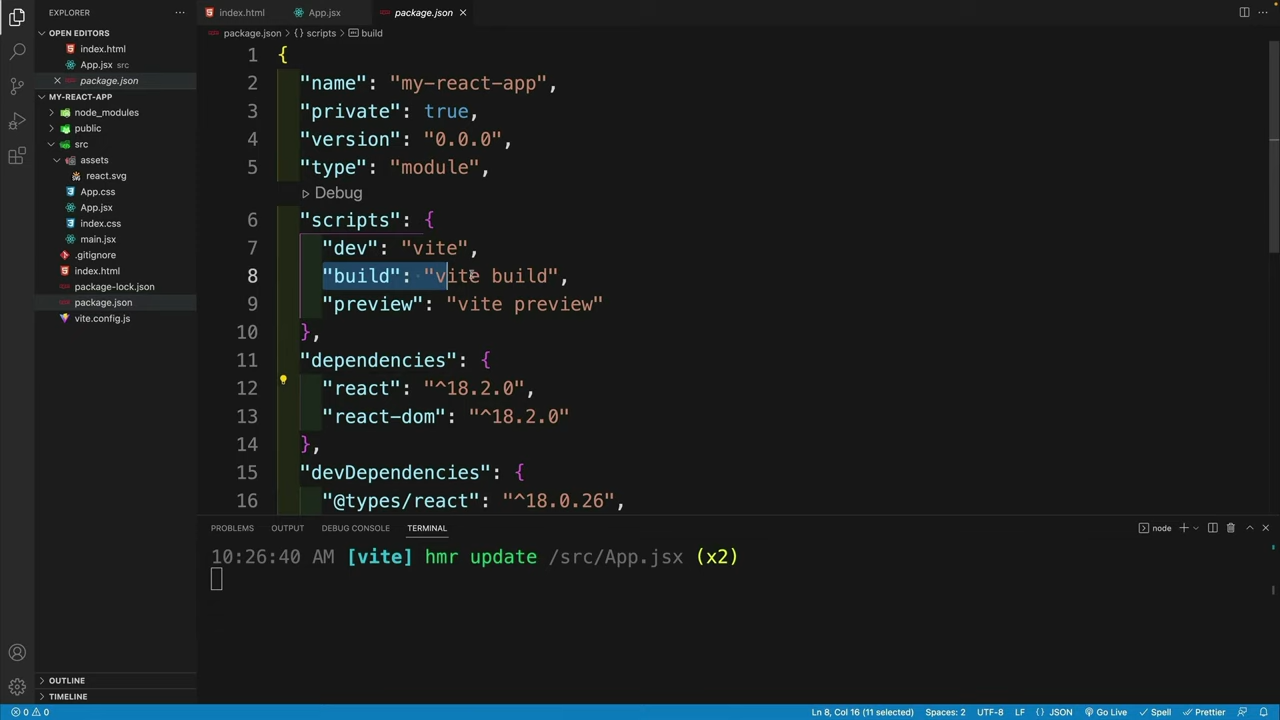 EXPLORER
OPEN EDITORS
index.html
App.jsx src
package.json
MY-REACT-APP
node_modules
public
src
assets
react.svg
App.css
App.jsx
index.css
main.jsx
.gitignore
index.html
package-lock.json
package.json
vite.config.js
OUTLINE
TIMELINE
index.html App.jsx package.json
package.json {} scripts build
1 {
2 "name": "my-react-app",
3 "private": true,
4 "version": "0.0.0",
5 "type": "module",
Debug
6 "scripts": {
7 "dev": "vite",
8 "build": "vite build",
9 "preview": "vite preview"
10 },
11 "dependencies": {
12 "react": "^18.2.0",
13 "react-dom": "^18.2.0"
14 },
15 "devDependencies": {
16 "@types/react": "^18.0.26",
PROBLEMS OUTPUT DEBUG CONSOLE TERMINAL node
10:26:40 AM [vite] hmr update /src/App.jsx (x2)
0 0 Ln 8, Col 16 (11 selected) Spaces: 2 UTF-8 LF {} JSON Go Live Spell Prettier